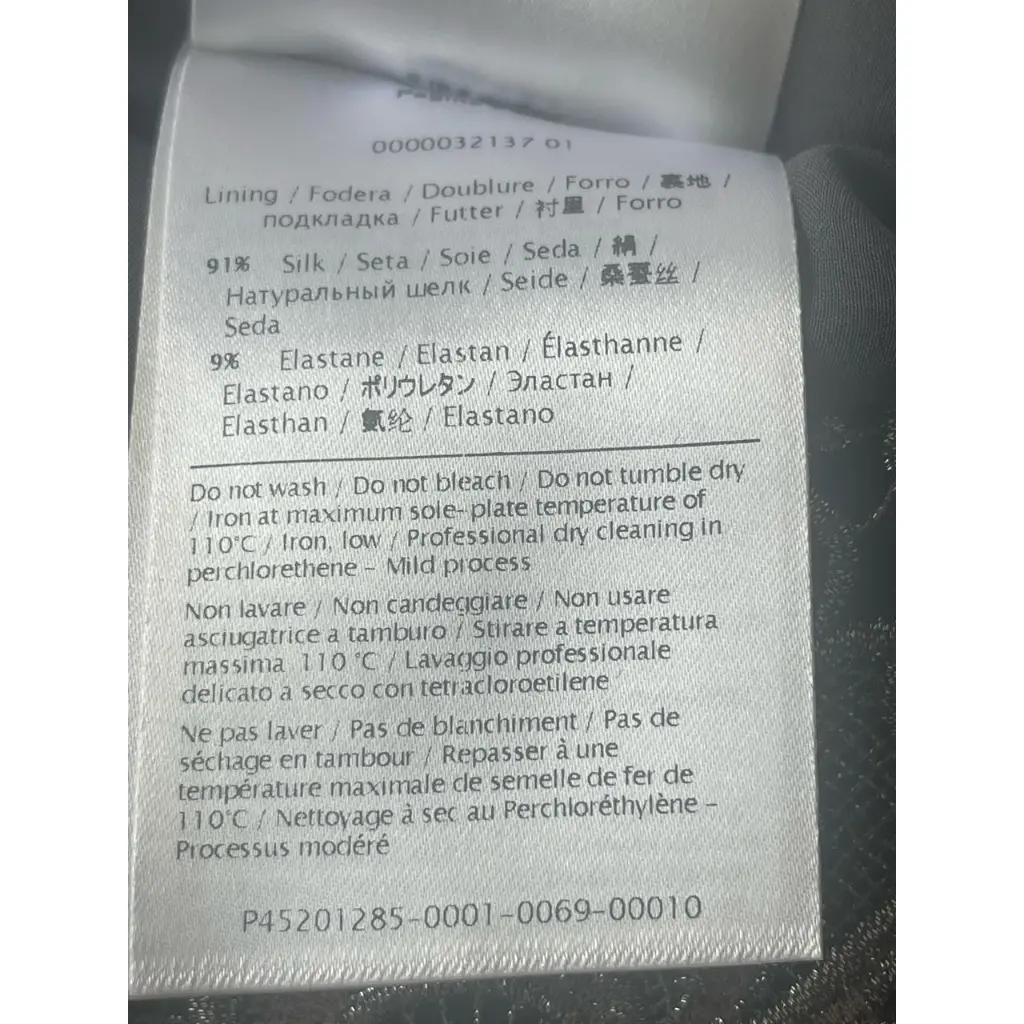 0000032137 01
Lining / Fodera / Doublure / Forro / 裏地 /
подкладка / Futter / 衬里 / Forro
91% Silk / Seta / Soie / Seda / 絹 /
Натуральный шелк / Seide / 桑蚕丝 /
Seda
9% Elastane / Elastan / Élasthanne /
Elastano / ポリウレタン / Эластан /
Elasthan / 氨纶 / Elastano
Do not wash / Do not bleach / Do not tumble dry
/ Iron at maximum sole-plate temperature of
110°C / Iron, low / Professional dry cleaning in
perchlorethene - Mild process
Non lavare / Non candeggiare / Non usare
asciugatrice a tamburo / Stirare a temperatura
massima 110 °C / Lavaggio professionale
delicato a secco con tetracloroetilene
Ne pas laver / Pas de blanchiment / Pas de
séchage en tambour / Repasser à une
température maximale de semelle de fer de
110°C / Nettoyage à sec au Perchloréthylène -
Processus modéré
P45201285-0001-0069-00010